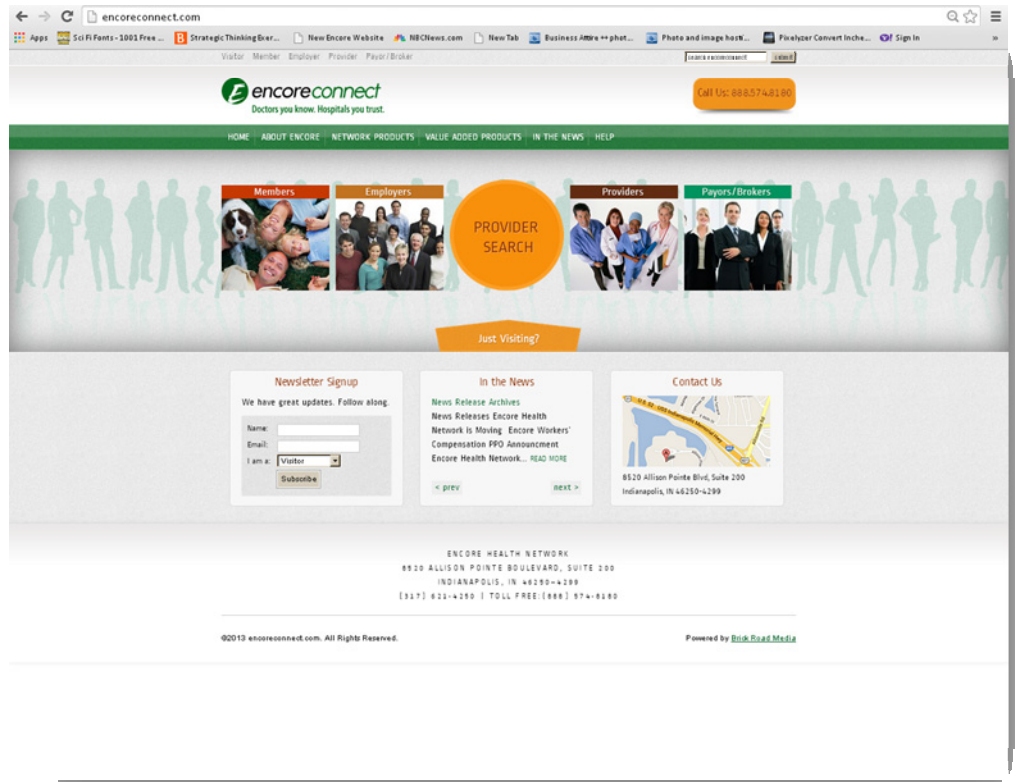 encoreconnect.com
Apps Sci Fi Fonts - 1001 Free ... Strategic Thinking Exer... New Encore Website NBCNews.com New Tab Business Attire ++ phot... Photo and image hosti... Pixelyzer Convert Inche... Sign In »
Visitor Member Employer Provider Payor/Broker
search encoreconnect submit
encoreconnect
Doctors you know. Hospitals you trust.
Call Us: 888.574.8180
HOME ABOUT ENCORE NETWORK PRODUCTS VALUE ADDED PRODUCTS IN THE NEWS HELP
Members Employers Providers Payors/Brokers
PROVIDER
SEARCH
Just Visiting?
Newsletter Signup
We have great updates. Follow along.
Name:
Email:
I am a: Visitor
Subscribe
In the News
News Release Archives
News Releases Encore Health
Network is Moving Encore Workers'
Compensation PPO Announcment
Encore Health Network... READ MORE
< prev next >
Contact Us
8520 Allison Pointe Blvd, Suite 200
Indianapolis, IN 46250-4299
ENCORE HEALTH NETWORK
8520 ALLISON POINTE BOULEVARD, SUITE 200
INDIANAPOLIS, IN 46250-4299
(317) 621-4250 | TOLL FREE:(888) 574-8180
©2013 encoreconnect.com. All Rights Reserved.
Powered by Brick Road Media